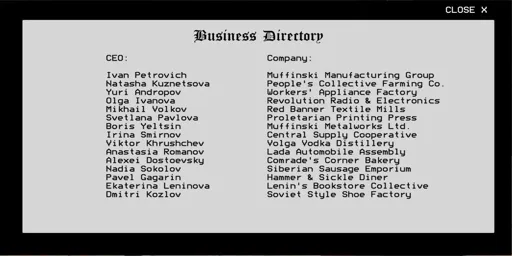 CLOSE X
Business Directory
CEO: Company:
Ivan Petrovich Muffinski Manufacturing Group
Natasha Kuznetsova People's Collective Farming Co.
Yuri Andropov Workers' Appliance Factory
Olga Ivanova Revolution Radio & Electronics
Mikhail Volkov Red Banner Textile Mills
Svetlana Pavlova Proletarian Printing Press
Boris Yeltsin Muffinski Metalworks Ltd.
Irina Smirnov Central Supply Cooperative
Viktor Khrushchev Volga Vodka Distillery
Anastasia Romanov Lada Automobile Assembly
Alexei Dostoevsky Comrade's Corner Bakery
Nadia Sokolov Siberian Sausage Emporium
Pavel Gagarin Hammer & Sickle Diner
Ekaterina Leninova Lenin's Bookstore Collective
Dmitri Kozlov Soviet Style Shoe Factory